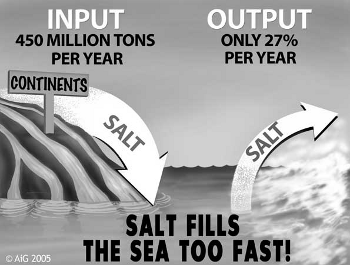 INPUT
450 MILLION TONS
PER YEAR
OUTPUT
ONLY 27%
PER YEAR
CONTINENTS
SALT
SALT
SALT FILLS
THE SEA TOO FAST!
© AIG 2005